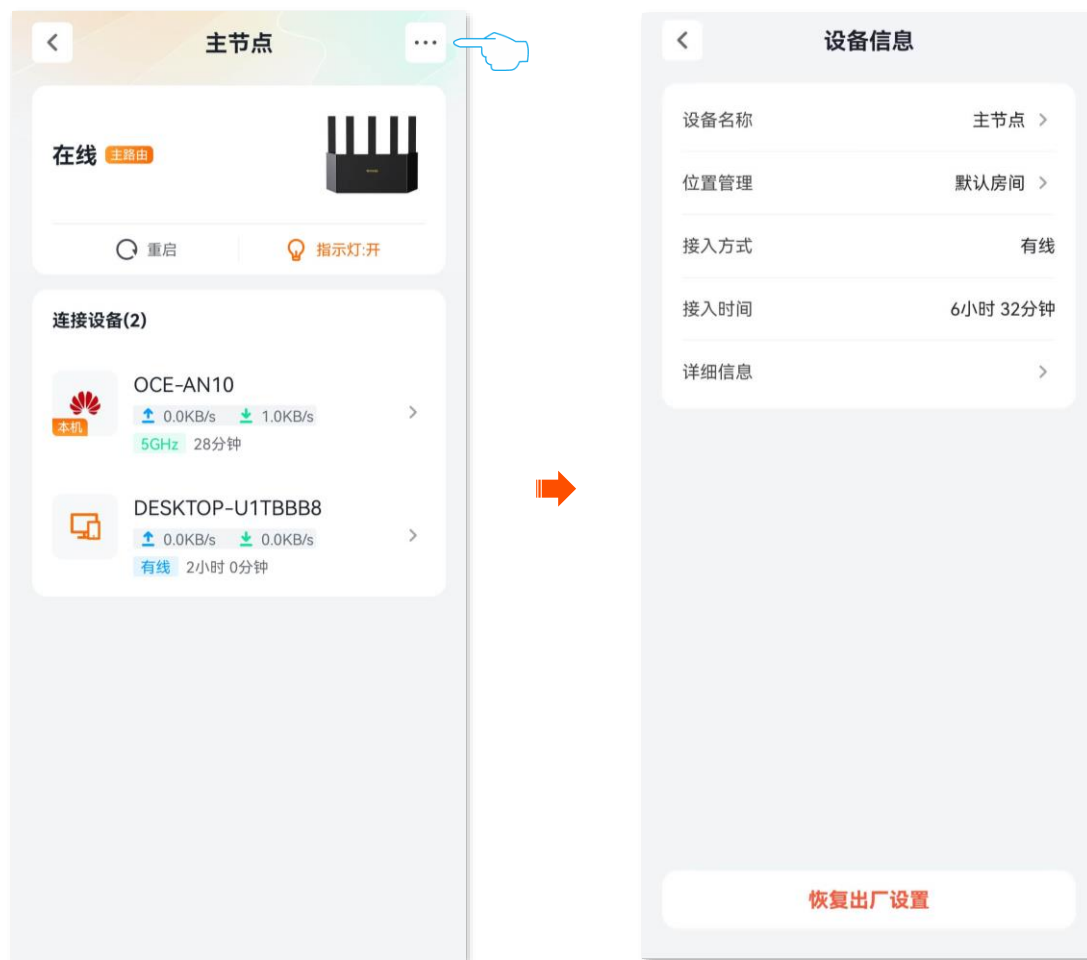 主节点
在线 主路由
重启 指示灯:开
连接设备(2)
OCE-AN10
0.0KB/s 1.0KB/s
本机
5GHz 28分钟
DESKTOP-U1TBBB8
0.0KB/s 0.0KB/s
有线 2小时 0分钟
设备信息
设备名称 主节点
位置管理 默认房间
接入方式 有线
接入时间 6小时 32分钟
详细信息
恢复出厂设置